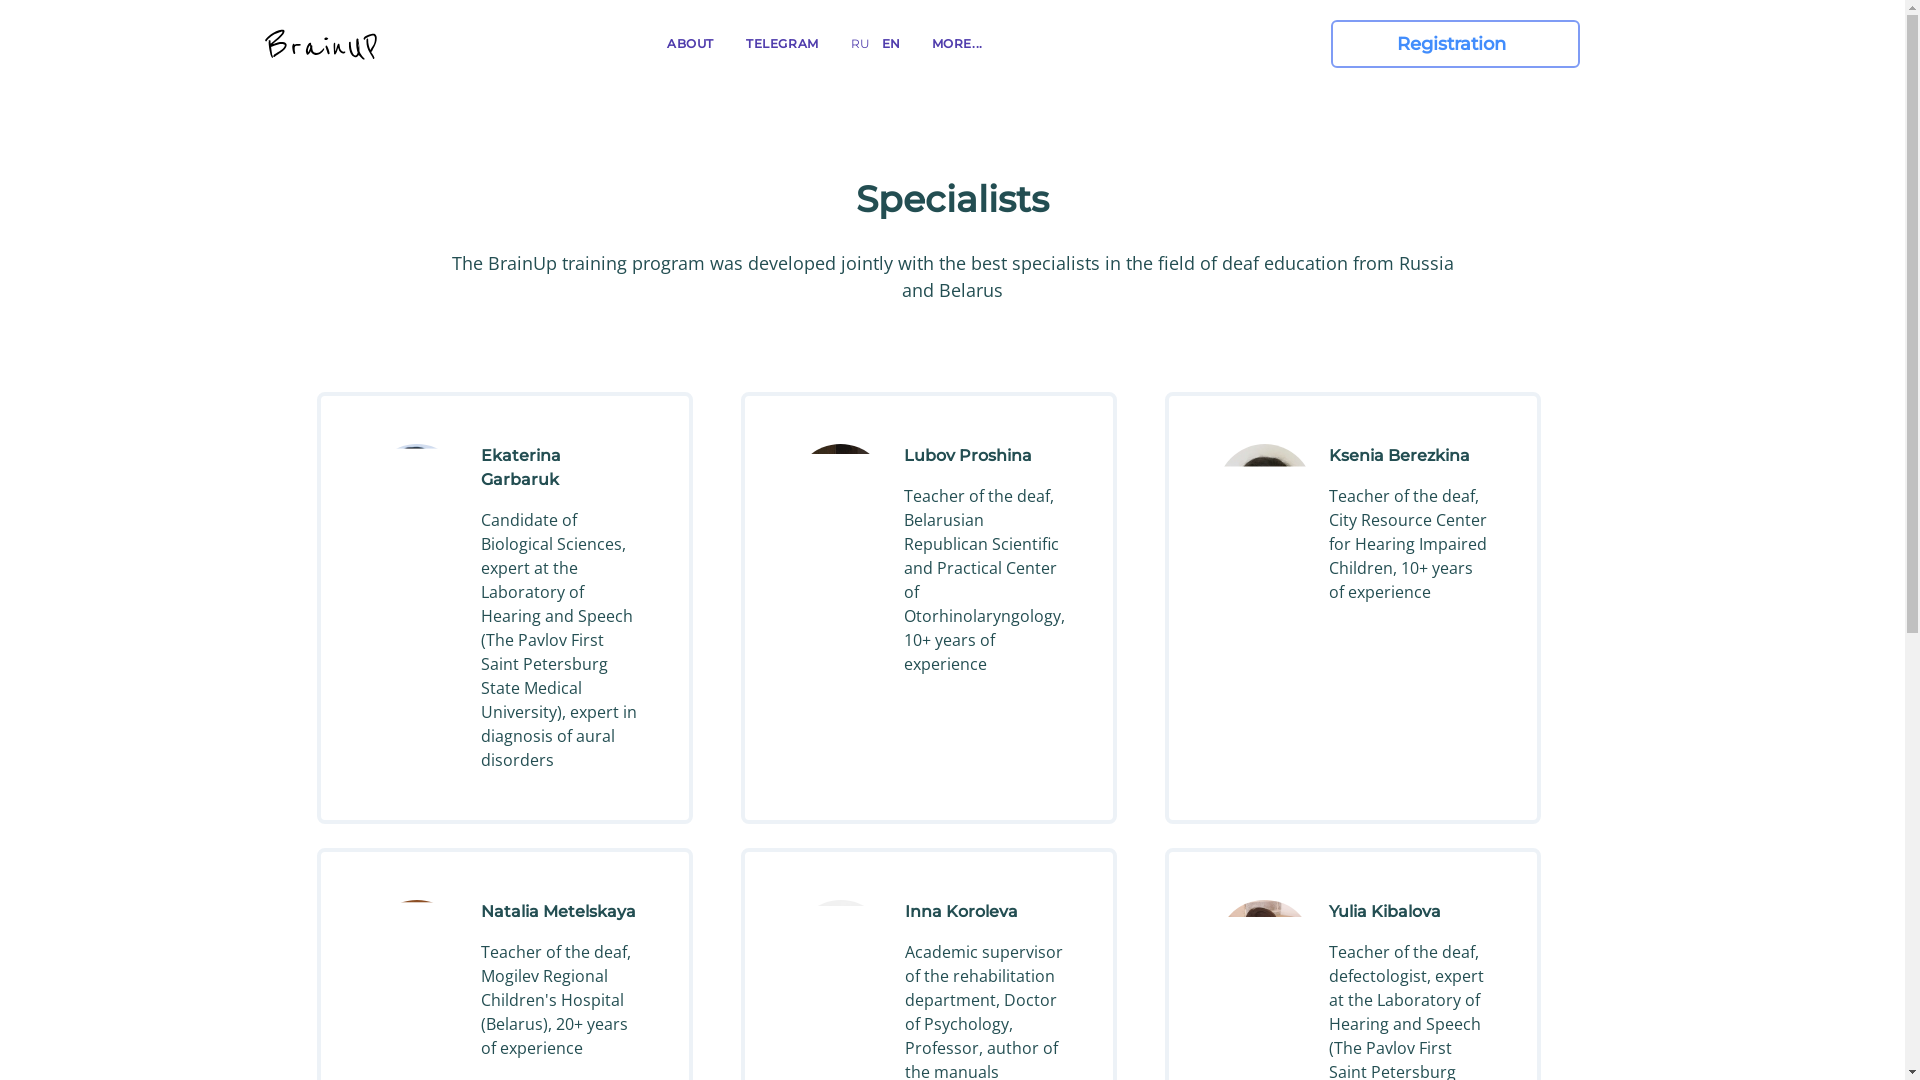 BrainUP
ABOUT
TELEGRAM
RU
EN
MORE...
Registration
Specialists
The BrainUp training program was developed jointly with the best specialists in the field of deaf education from Russia
and Belarus
Ekaterina
Garbaruk
Candidate of
Biological Sciences,
expert at the
Laboratory of
Hearing and Speech
(The Pavlov First
Saint Petersburg
State Medical
University), expert in
diagnosis of aural
disorders
Lubov Proshina
Teacher of the deaf,
Belarusian
Republican Scientific
and Practical Center
of
Otorhinolaryngology,
10+ years of
experience
Ksenia Berezkina
Teacher of the deaf,
City Resource Center
for Hearing Impaired
Children, 10+ years
of experience
Natalia Metelskaya
Teacher of the deaf,
Mogilev Regional
Children's Hospital
(Belarus), 20+ years
of experience
Inna Koroleva
Academic supervisor
of the rehabilitation
department, Doctor
of Psychology,
Professor, author of
the manuals
Yulia Kibalova
Teacher of the deaf,
defectologist, expert
at the Laboratory of
Hearing and Speech
(The Pavlov First
Saint Petersburg